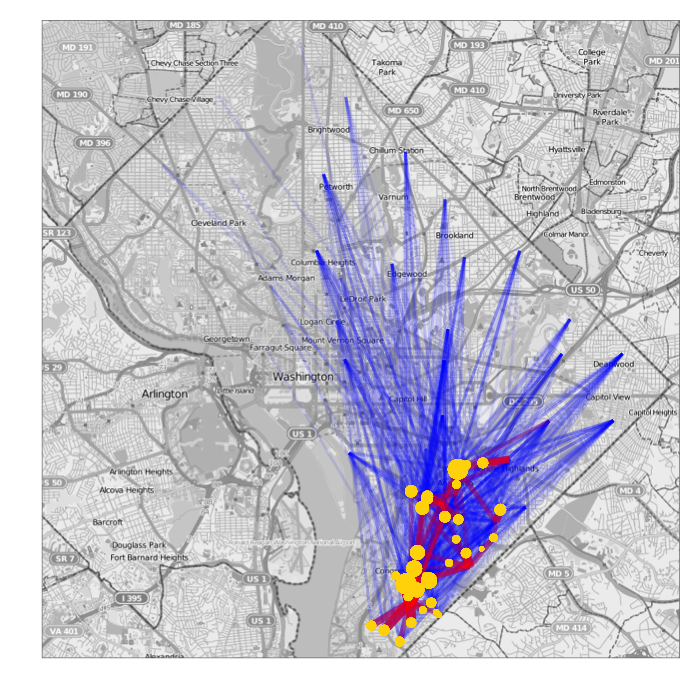 MD 185
MD 410
MD 191
MD 193
College
Park
Chevy Chase Section Three
Takoma
Park
MD 201
MD 190
MD 410
University Park
Chevy Chase Village
MD 650
Riverdale
Park
Brightwood
MD 396
Chillum Station
Hyattsville
Petworth
Edmonston
North Brentwood
Varnum
Brentwood
Highland
Bladensburg
Cleveland Park
SR 123
Brookland
Colmar Manor
Cheverly
Columbia Heights
Adams Morgan
Edgewood
US 50
LeDroit Park
Logan Circle
Georgetown
Mount Vernon Square
Farragut Square
US 29
Deanwood
Washington
Arlington
Little Island
Capitol Hill
Capitol View
Capitol Heights
US 1
Arlington Heights
Highlands
US 50
Alcova Heights
MD 4
Barcroft
Douglass Park
SR 7
Fort Barnard Heights
MD 5
US 1
I 395
US 1
VA 401
MD 414
Alexandria